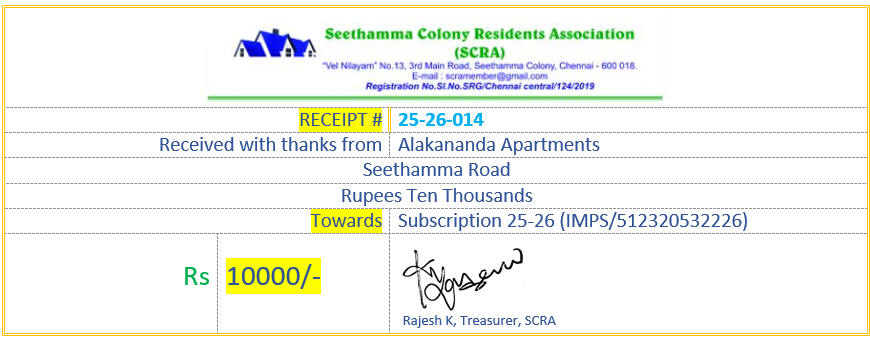 Seethamma Colony Residents Association
(SCRA)
"Vel Nilayam" No.13, 3rd Main Road, Seethamma Colony, Chennai - 600 018.
E-mail : scramember@gmail.com
Registration No.Sl.No.SRG/Chennai central/124/2019
RECEIPT # 25-26-014
Received with thanks from Alakananda Apartments
Seethamma Road
Rupees Ten Thousands
Towards Subscription 25-26 (IMPS/512320532226)
Rs 10000/-
Rajesh K, Treasurer, SCRA